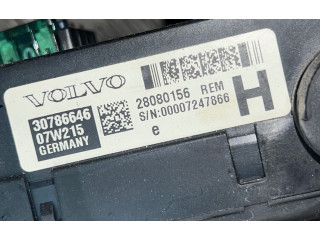 VOLVO
30786646
07W215
GERMANY
28080156 REM
S/N:00007247866
e
H